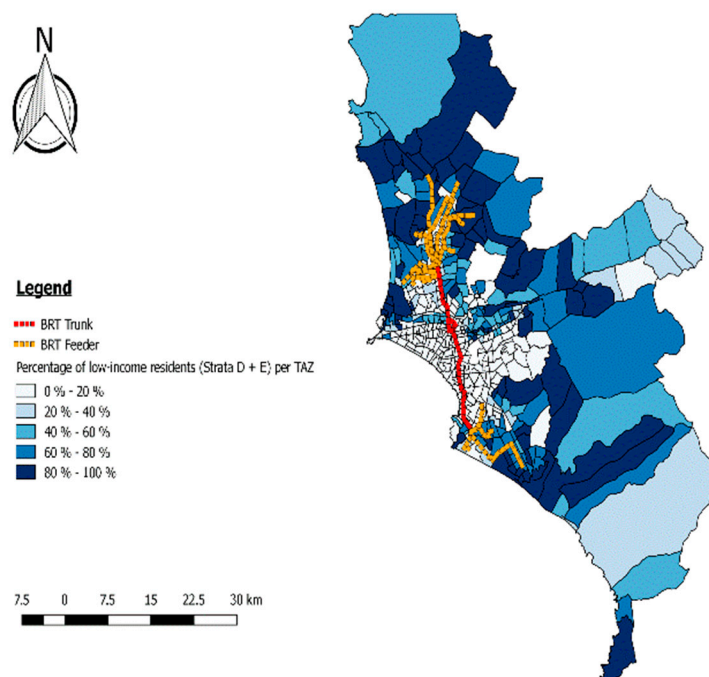 N
Legend
BRT Trunk
BRT Feeder
Percentage of low-income residents (Strata D + E) per TAZ
0 % - 20 %
20 % - 40 %
40 % - 60 %
60 % - 80 %
80 % - 100 %
7.5 0 7.5 15 22.5 30 km